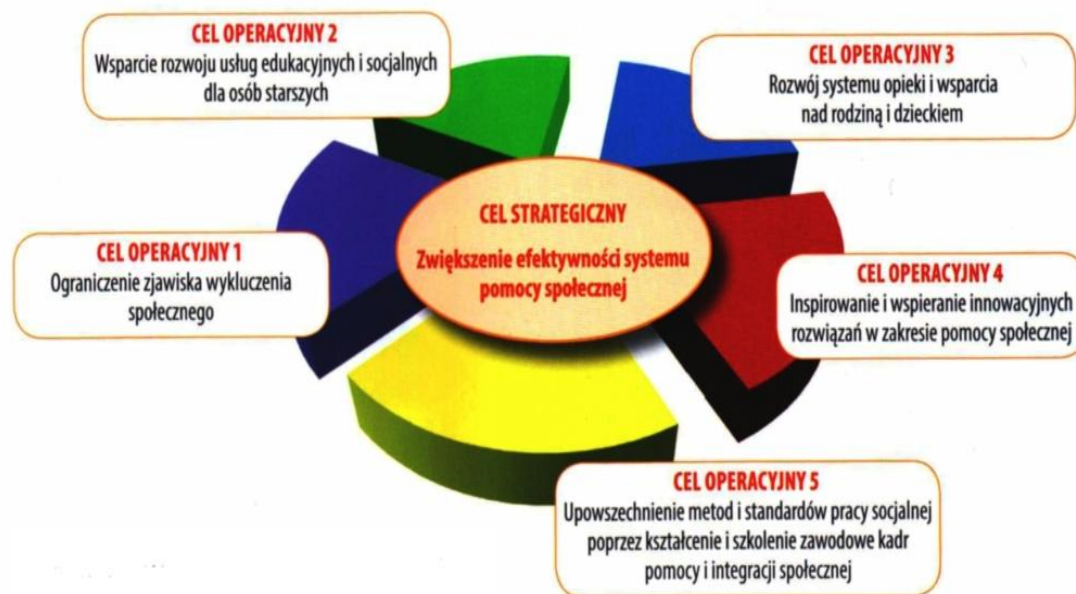 CEL OPERACYJNY 2
Wsparcie rozwoju usług edukacyjnych i socjalnych
dla osób starszych
CEL OPERACYJNY 3
Rozwój systemu opieki i wsparcia
nad rodziną i dzieckiem
CEL STRATEGICZNY
Zwiększenie efektywności systemu
pomocy społecznej
CEL OPERACYJNY 1
Ograniczenie zjawiska wykluczenia
społecznego
CEL OPERACYJNY 4
Inspirowanie i wspieranie innowacyjnych
rozwiązań w zakresie pomocy społecznej
CEL OPERACYJNY 5
Upowszechnienie metod i standardów pracy socjalnej
poprzez kształcenie i szkolenie zawodowe kadr
pomocy i integracji społecznej